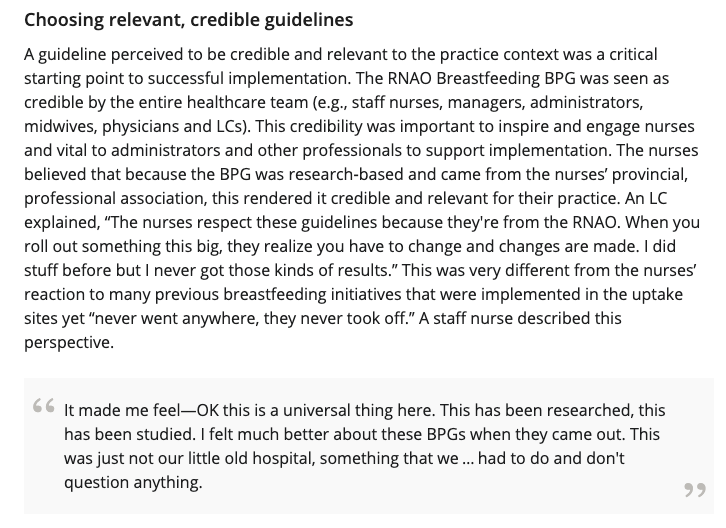 Choosing relevant, credible guidelines
A guideline perceived to be credible and relevant to the practice context was a critical
starting point to successful implementation. The RNAO Breastfeeding BPG was seen as
credible by the entire healthcare team (e.g., staff nurses, managers, administrators,
midwives, physicians and LCs). This credibility was important to inspire and engage nurses
and vital to administrators and other professionals to support implementation. The nurses
believed that because the BPG was research-based and came from the nurses’ provincial,
professional association, this rendered it credible and relevant for their practice. An LC
explained, “The nurses respect these guidelines because they're from the RNAO. When you
roll out something this big, they realize you have to change and changes are made. I did
stuff before but I never got those kinds of results.” This was very different from the nurses’
reaction to many previous breastfeeding initiatives that were implemented in the uptake
sites yet “never went anywhere, they never took off.” A staff nurse described this
perspective.
“ It made me feel—OK this is a universal thing here. This has been researched, this
has been studied. I felt much better about these BPGs when they came out. This
was just not our little old hospital, something that we ... had to do and don't
question anything. ”